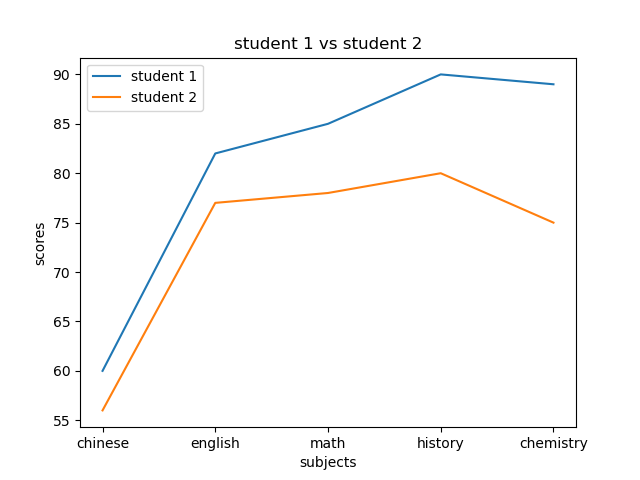 student 1 vs student 2
student 1
student 2
90
85
80
75
70
65
60
55
scores
chinese english math history chemistry
subjects